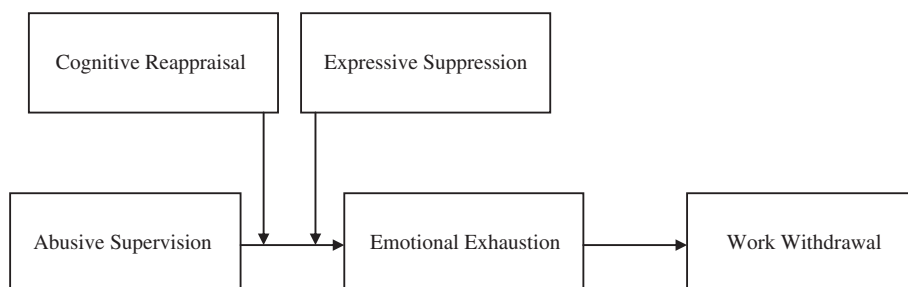 Cognitive Reappraisal
Expressive Suppression
Abusive Supervision
Emotional Exhaustion
Work Withdrawal